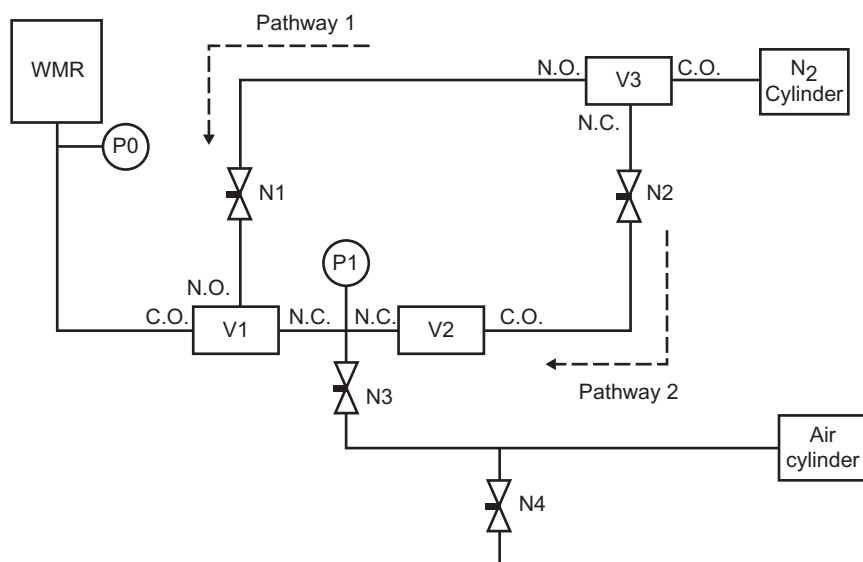 Pathway 1
WMR
N.O.
V3
C.O.
N2
Cylinder
N.C.
P0
N1
N2
P1
N.O.
C.O.
V1
N.C.
N.C.
V2
C.O.
N3
Pathway 2
Air
cylinder
N4